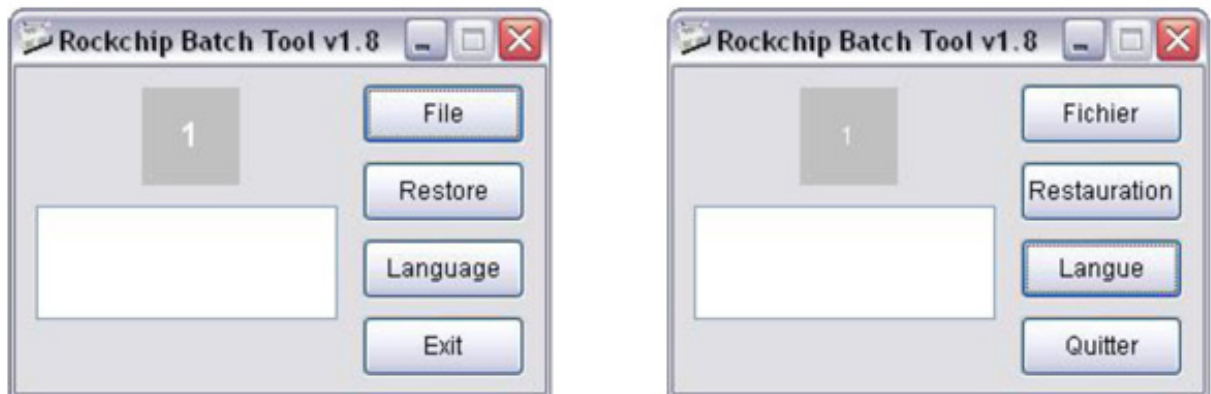 Rockchip Batch Tool v1.8
1
File
Restore
Language
Exit
Rockchip Batch Tool v1.8
1
Fichier
Restauration
Langue
Quitter